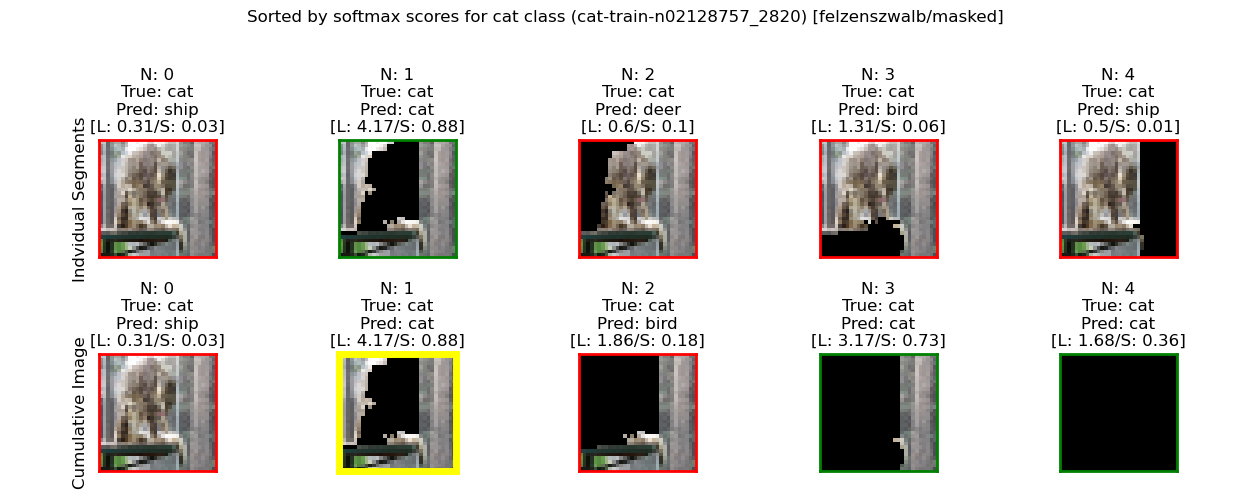 Sorted by softmax scores for cat class (cat-train-n02128757_2820) [felzenszwalb/masked]
Indvidual Segments
N: 0
True: cat
Pred: ship
[L: 0.31/S: 0.03]
N: 1
True: cat
Pred: cat
[L: 4.17/S: 0.88]
N: 2
True: cat
Pred: deer
[L: 0.6/S: 0.1]
N: 3
True: cat
Pred: bird
[L: 1.31/S: 0.06]
N: 4
True: cat
Pred: ship
[L: 0.5/S: 0.01]
Cumulative Image
N: 0
True: cat
Pred: ship
[L: 0.31/S: 0.03]
N: 1
True: cat
Pred: cat
[L: 4.17/S: 0.88]
N: 2
True: cat
Pred: bird
[L: 1.86/S: 0.18]
N: 3
True: cat
Pred: cat
[L: 3.17/S: 0.73]
N: 4
True: cat
Pred: cat
[L: 1.68/S: 0.36]